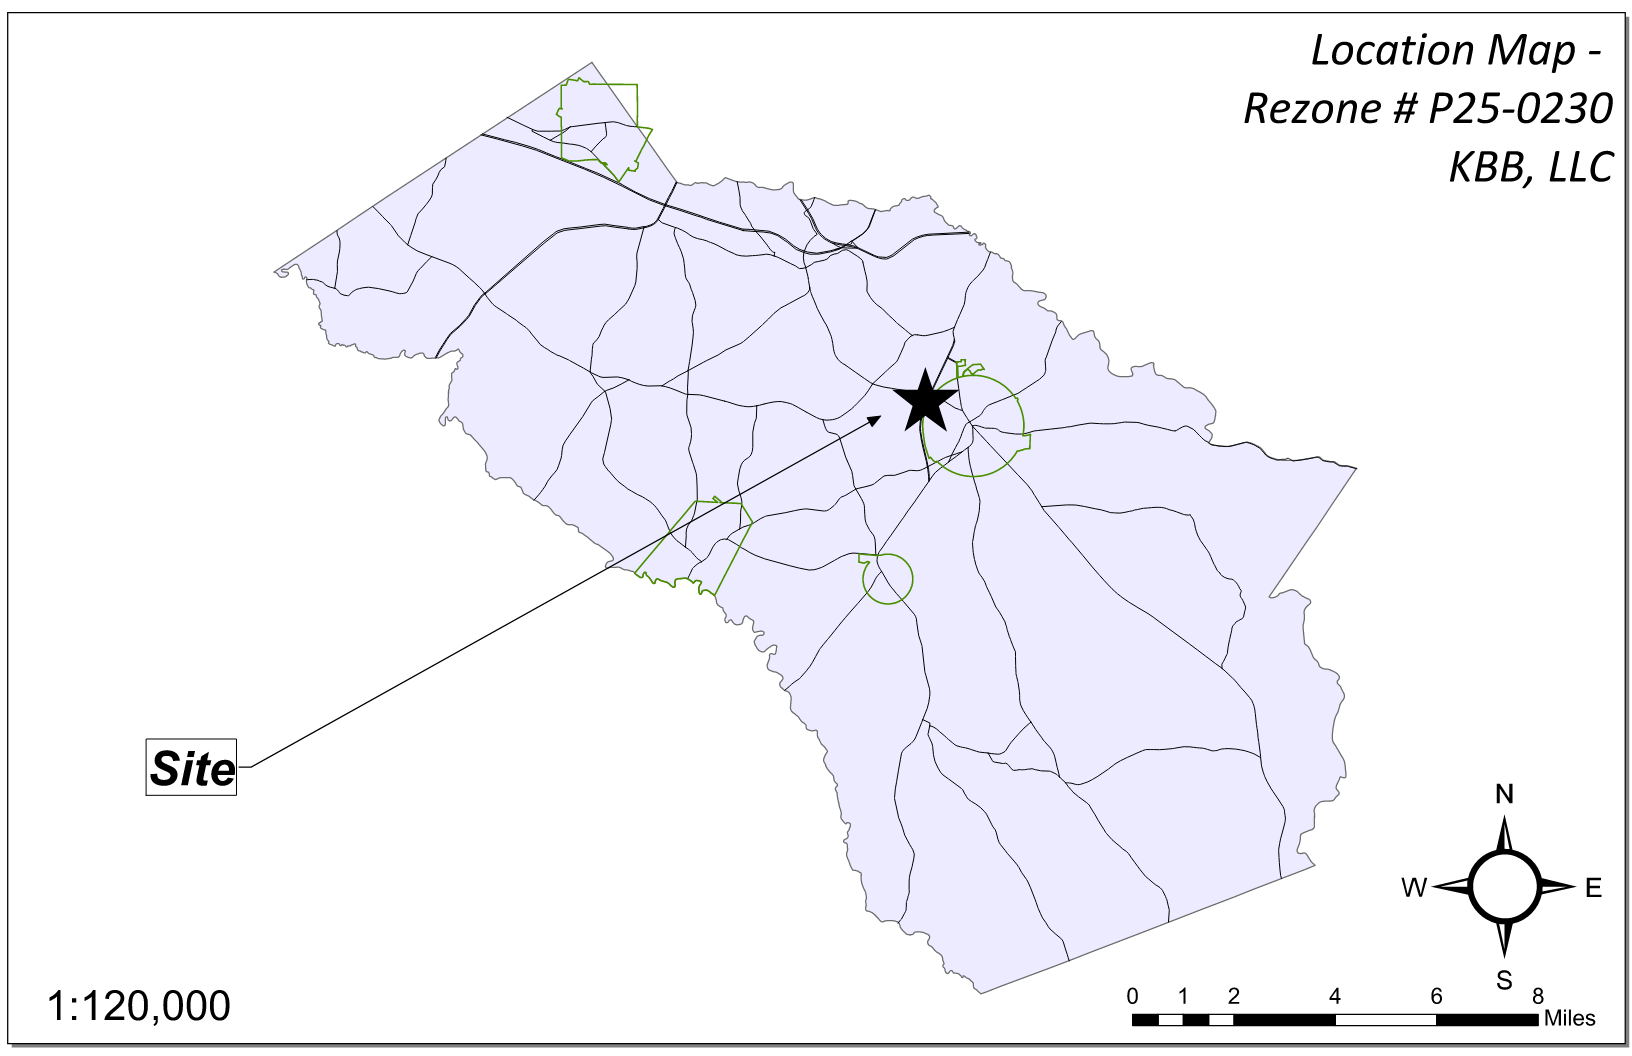 Location Map -
Rezone # P25-0230
KBB, LLC
Site
N
W E
S
1:120,000
0 1 2 4 6 8
Miles